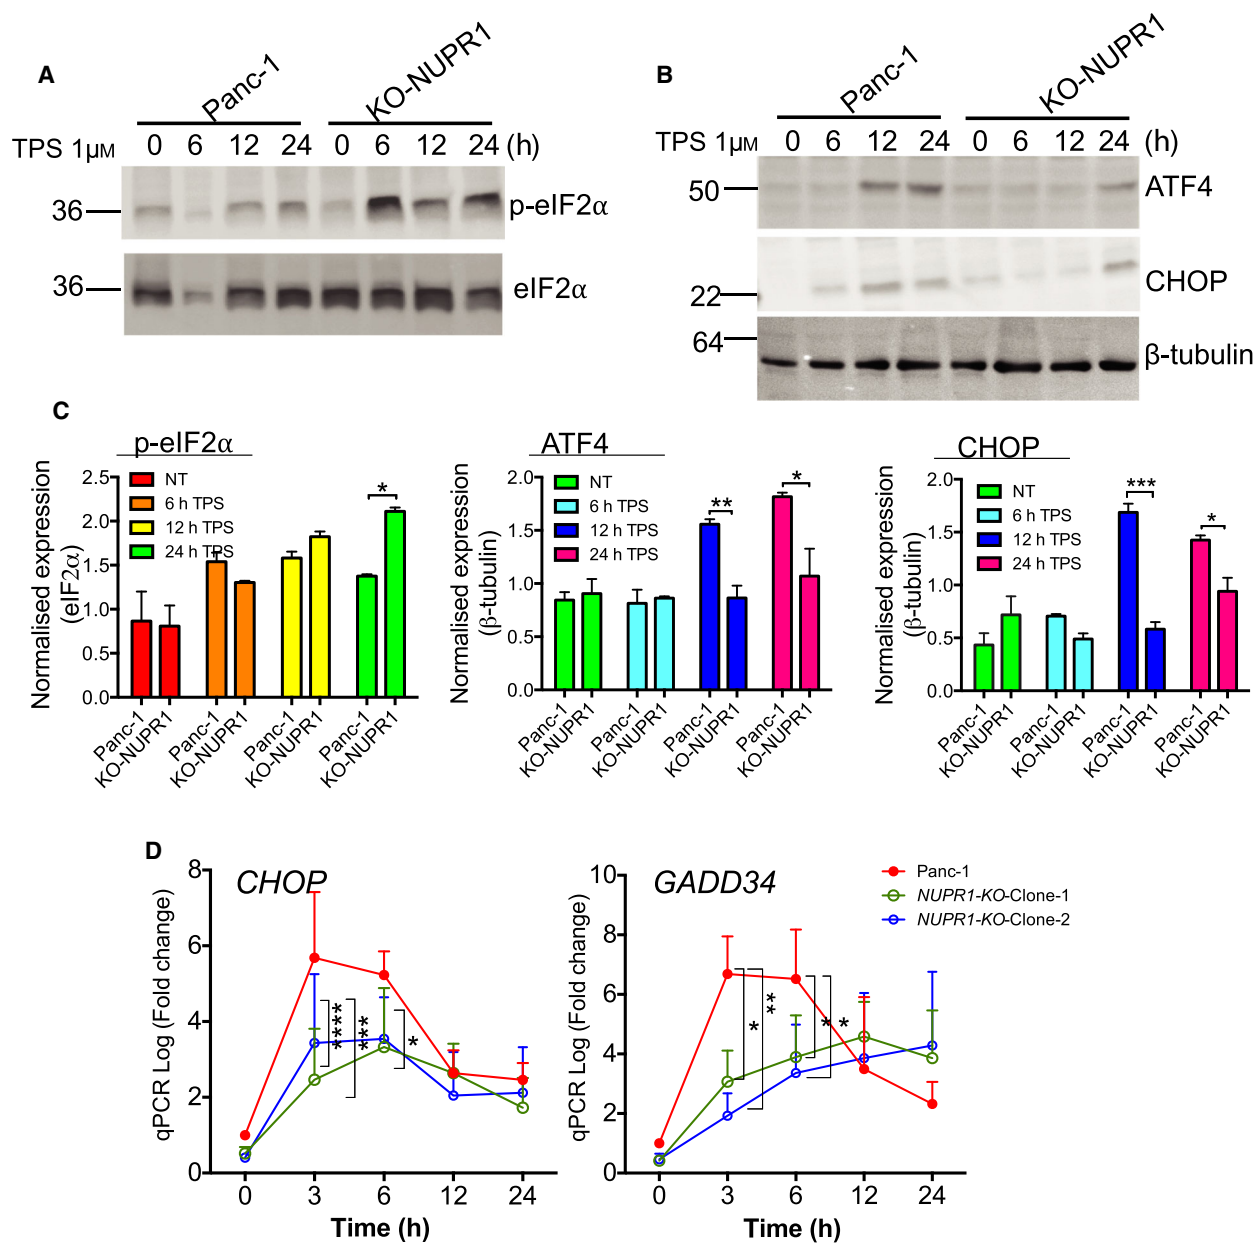 A
Panc-1
KO-NUPR1
TPS 1µM 0 6 12 24 0 6 12 24 (h)
36
p-eIF2α
36
eIF2α
B
Panc-1
KO-NUPR1
TPS 1µM 0 6 12 24 0 6 12 24 (h)
50
ATF4
22
CHOP
64
β-tubulin
C
p-eIF2α
Normalised expression
(eIF2α)
2.5
2.0
1.5
1.0
0.5
0.0
NT
6 h TPS
12 h TPS
24 h TPS
*
Panc-1
KO-NUPR1
Panc-1
KO-NUPR1
Panc-1
KO-NUPR1
Panc-1
KO-NUPR1
ATF4
Normalised expression
(β-tubulin)
2.0
1.5
1.0
0.5
0.0
NT
6 h TPS
12 h TPS
24 h TPS
**
*
Panc-1
KO-NUPR1
Panc-1
KO-NUPR1
Panc-1
KO-NUPR1
Panc-1
KO-NUPR1
CHOP
Normalised expression
(β-tubulin)
2.0
1.5
1.0
0.5
0.0
NT
6 h TPS
12 h TPS
24 h TPS
***
*
Panc-1
KO-NUPR1
Panc-1
KO-NUPR1
Panc-1
KO-NUPR1
Panc-1
KO-NUPR1
D
CHOP
qPCR Log (Fold change)
8
6
4
2
0
****
***
*
0 3 6 12 24
Time (h)
GADD34
qPCR Log (Fold change)
10
8
6
4
2
0
*
**
*
*
0 3 6 12 24
Time (h)
Panc-1
NUPR1-KO-Clone-1
NUPR1-KO-Clone-2